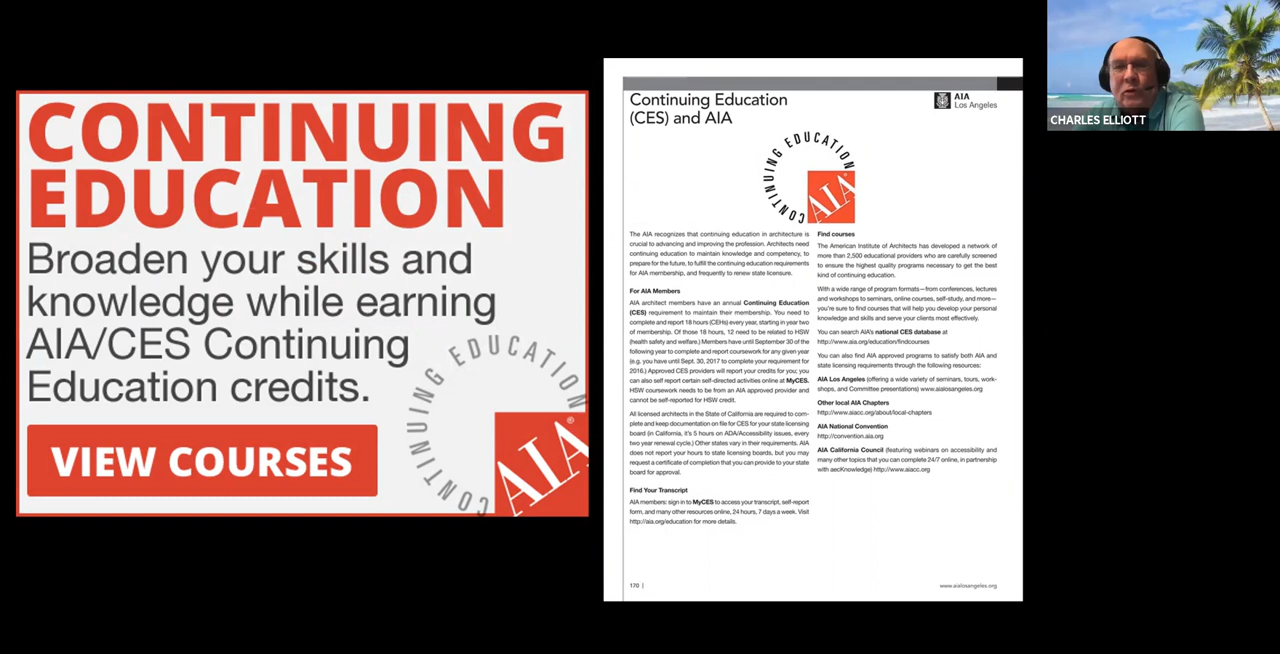 CONTINUING
EDUCATION
Broaden your skills and
knowledge while earning
AIA/CES Continuing
Education credits.
VIEW COURSES
CONTINUING EDUCATION
AIA®
Continuing Education
(CES) and AIA
AIA
Los Angeles
CONTINUING EDUCATION
AIA®
The AIA recognizes that continuing education in architecture is
crucial to advancing and improving the profession. Architects need
continuing education to maintain knowledge and competency, to
prepare for the future, to fulfill the continuing education requirements
for AIA membership, and frequently to renew state licensure.
For AIA Members
AIA architect members have an annual Continuing Education
(CES) requirement to maintain their membership. You need to
complete and report 18 hours (CEHs) every year, starting in year two
of membership. Of those 18 hours, 12 need to be related to HSW
(health safety and welfare.) Members have until September 30 of the
following year to complete and report coursework for any given year
(e.g. you have until Sept. 30, 2017 to complete your requirement for
2016.) Approved CES providers will report your credits for you; you
can also self report certain self-directed activities online at MyCES.
HSW coursework needs to be from an AIA approved provider and
cannot be self-reported for HSW credit.
All licensed architects in the State of California are required to com-
plete and keep documentation on file for CES for your state licensing
board (in California, it's 5 hours on ADA/Accessibility issues, every
two year renewal cycle.) Other states vary in their requirements. AIA
does not report your hours to state licensing boards, but you may
request a certificate of completion that you can provide to your state
board for approval.
Find Your Transcript
AIA members: sign in to MyCES to access your transcript, self-report
form, and many other resources online, 24 hours, 7 days a week. Visit
http://aia.org/education for more details.
Find courses
The American Institute of Architects has developed a network of
more than 2,500 educational providers who are carefully screened
to ensure the highest quality programs necessary to get the best
kind of continuing education.
With a wide range of program formats—from conferences, lectures
and workshops to seminars, online courses, self-study, and more—
you're sure to find courses that will help you develop your personal
knowledge and skills and serve your clients most effectively.
You can search AIA's national CES database at
http://www.aia.org/education/findcourses
You can also find AIA approved programs to satisfy both AIA and
state licensing requirements through the following resources:
AIA Los Angeles (offering a wide variety of seminars, tours, work-
shops, and Committee presentations) www.aialosangeles.org
Other local AIA Chapters
http://www.aiacc.org/about/local-chapters
AIA National Convention
http://convention.aia.org
AIA California Council (featuring webinars on accessibility and
many other topics that you can complete 24/7 online, in partnership
with aecKnowledge) http://www.aiacc.org
170 |
www.aialosangeles.org
CHARLES ELLIOTT